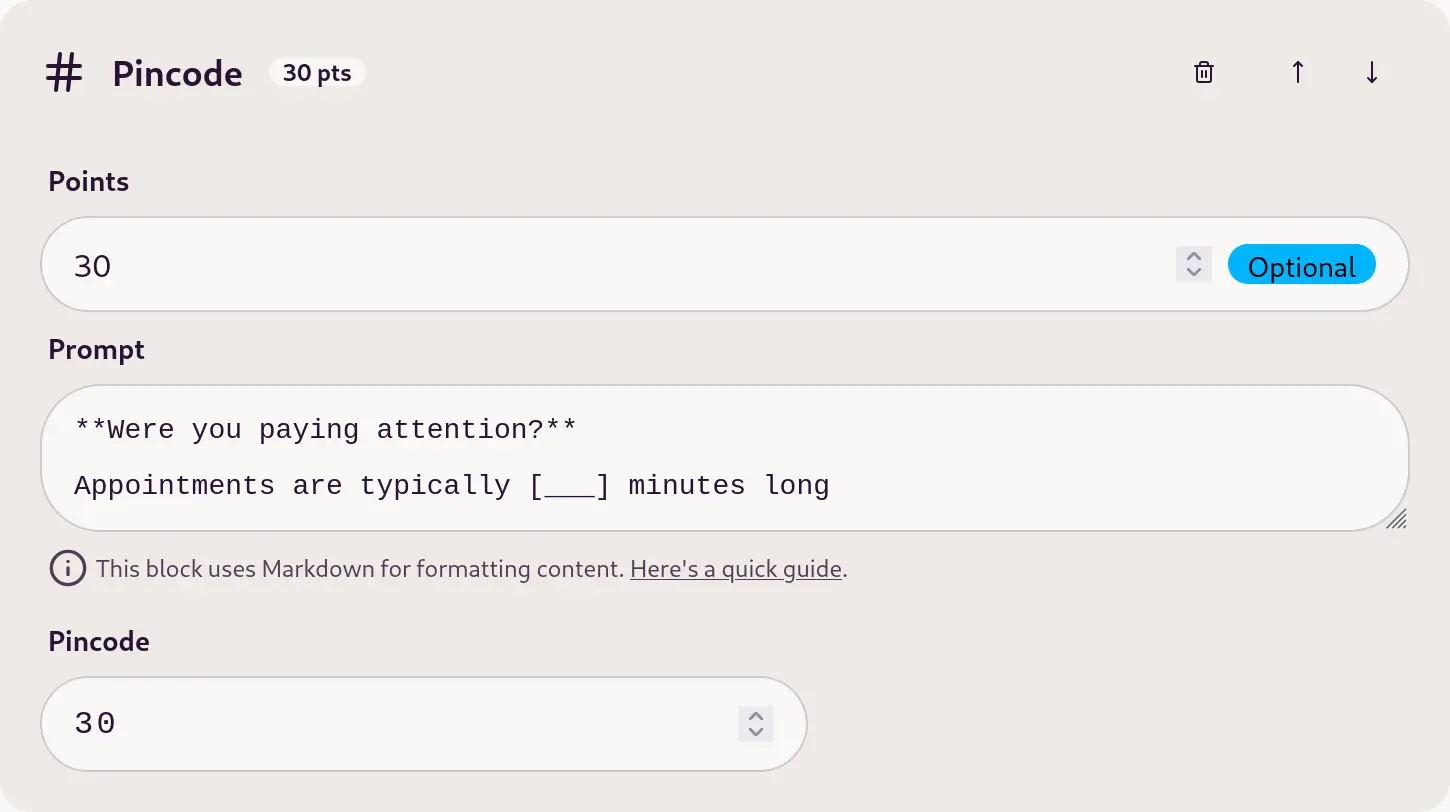 # Pincode 30 pts
Points
30 Optional
Prompt
**Were you paying attention?**
Appointments are typically [___] minutes long
This block uses Markdown for formatting content. Here's a quick guide.
Pincode
30